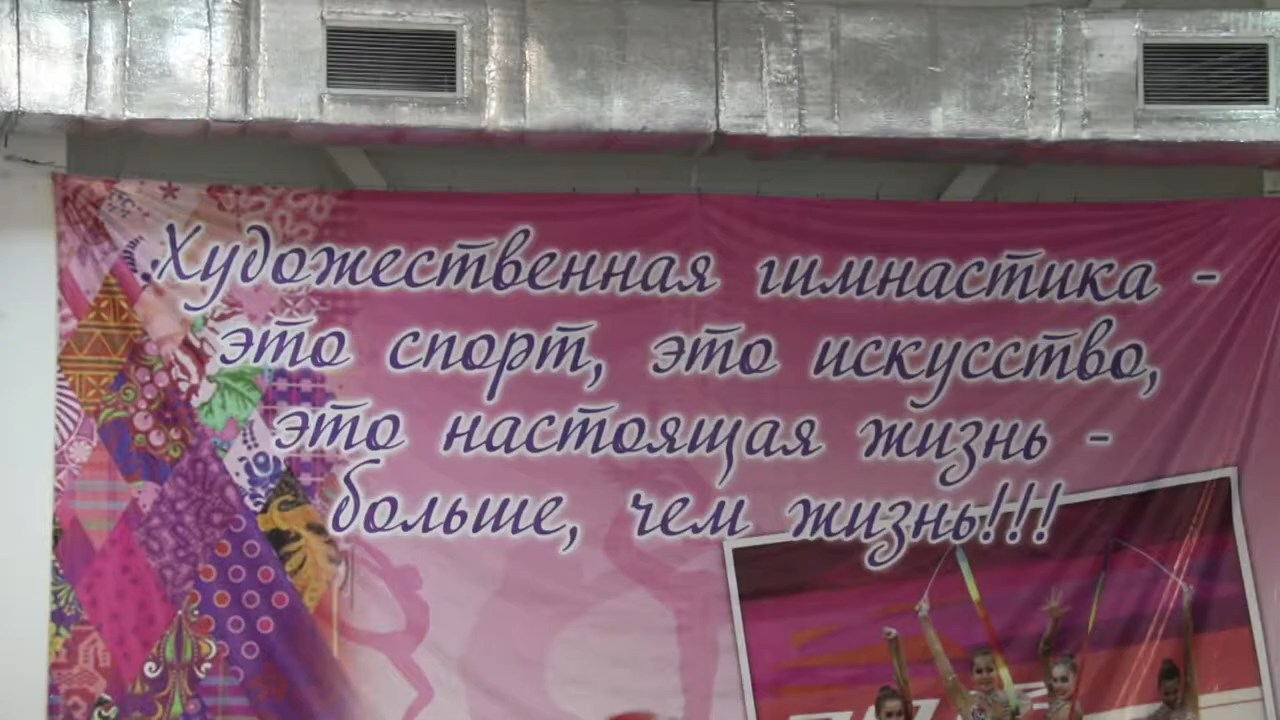 Художественная гимнастика -
это спорт, это искусство,
это настоящая жизнь -
больше, чем жизнь!!!